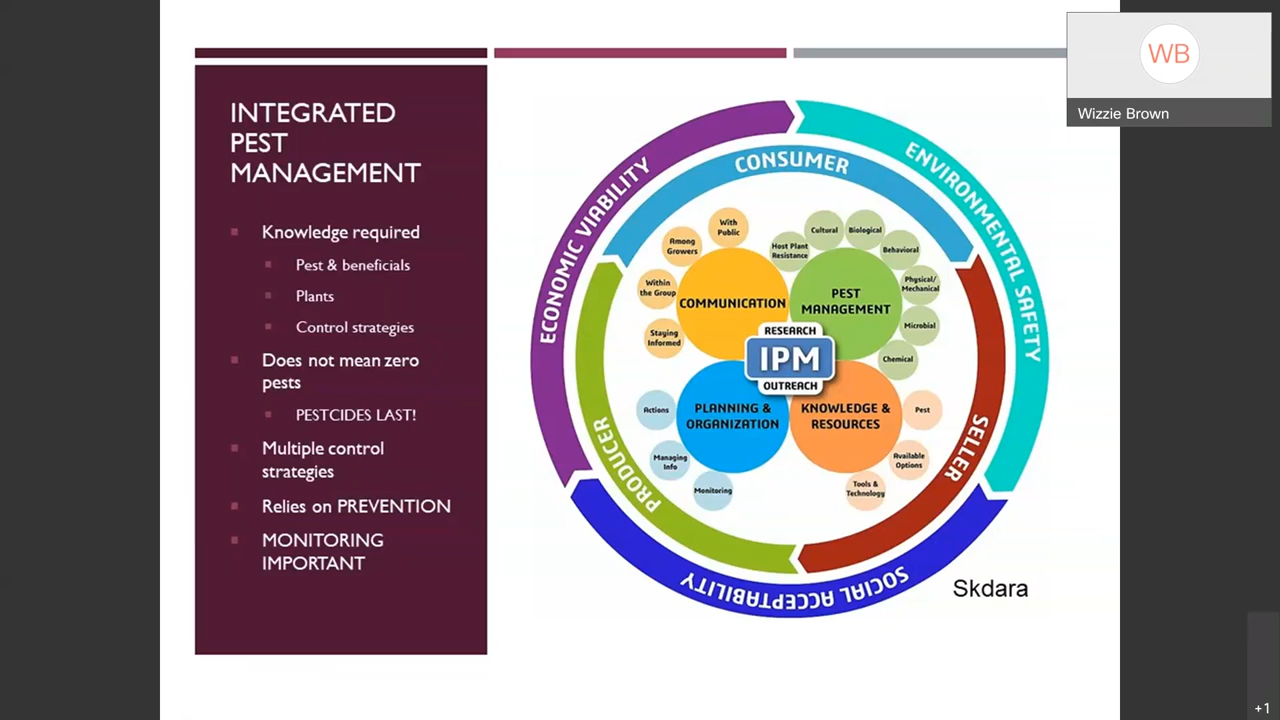 INTEGRATED
PEST
MANAGEMENT
Knowledge required
Pest & beneficials
Plants
Control strategies
Does not mean zero
pests
PESTCIDES LAST!
Multiple control
strategies
Relies on PREVENTION
MONITORING
IMPORTANT
ECONOMIC VIABILITY
ENVIRONMENTAL SAFETY
SOCIAL ACCEPTABILITY
CONSUMER
SELLER
PRODUCER
COMMUNICATION
With
Public
Among
Growers
Within
the Group
Staying
Informed
PEST
MANAGEMENT
Host Plant
Resistance
Cultural
Biological
Behavioral
Physical/
Mechanical
Microbial
Chemical
RESEARCH
IPM
OUTREACH
PLANNING &
ORGANIZATION
Actions
Managing
Info
Monitoring
KNOWLEDGE &
RESOURCES
Pest
Available
Options
Tools &
Technology
Skdara
WB
Wizzie Brown
+1